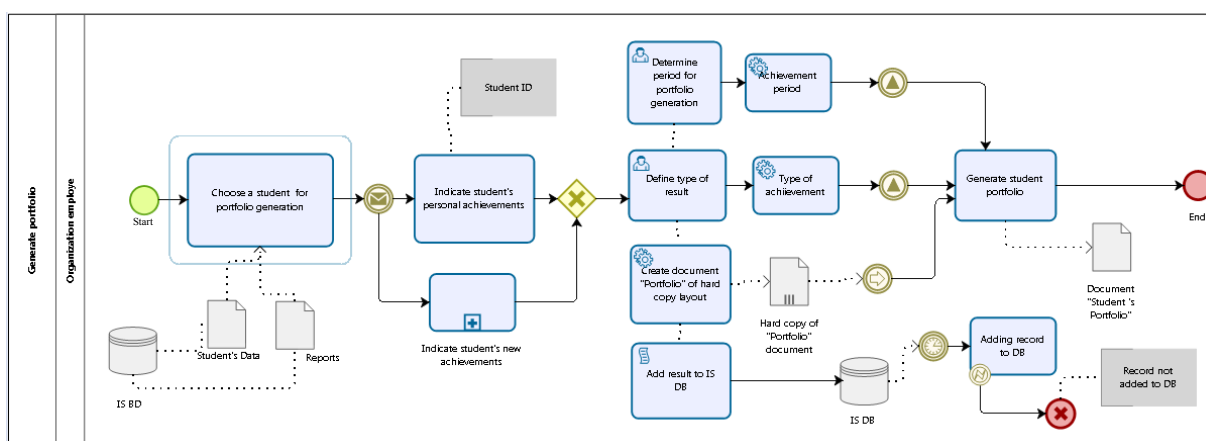 Generate portfolio
Organization employe
Start
Choose a student for
portfolio generation
Student's Data
Reports
IS BD
Student ID
Indicate student's
personal achievements
Indicate student's new
achievements
Determine
period for
portfolio
generation
Achievement
period
Define type of
result
Type of
achievement
Create document
"Portfolio" of hard
copy layout
Hard copy of
"Portfolio"
document
Add result to IS
DB
IS DB
Generate student
portfolio
End
Document
"Student's
Portfolio"
Adding record
to DB
Record not
added to DB